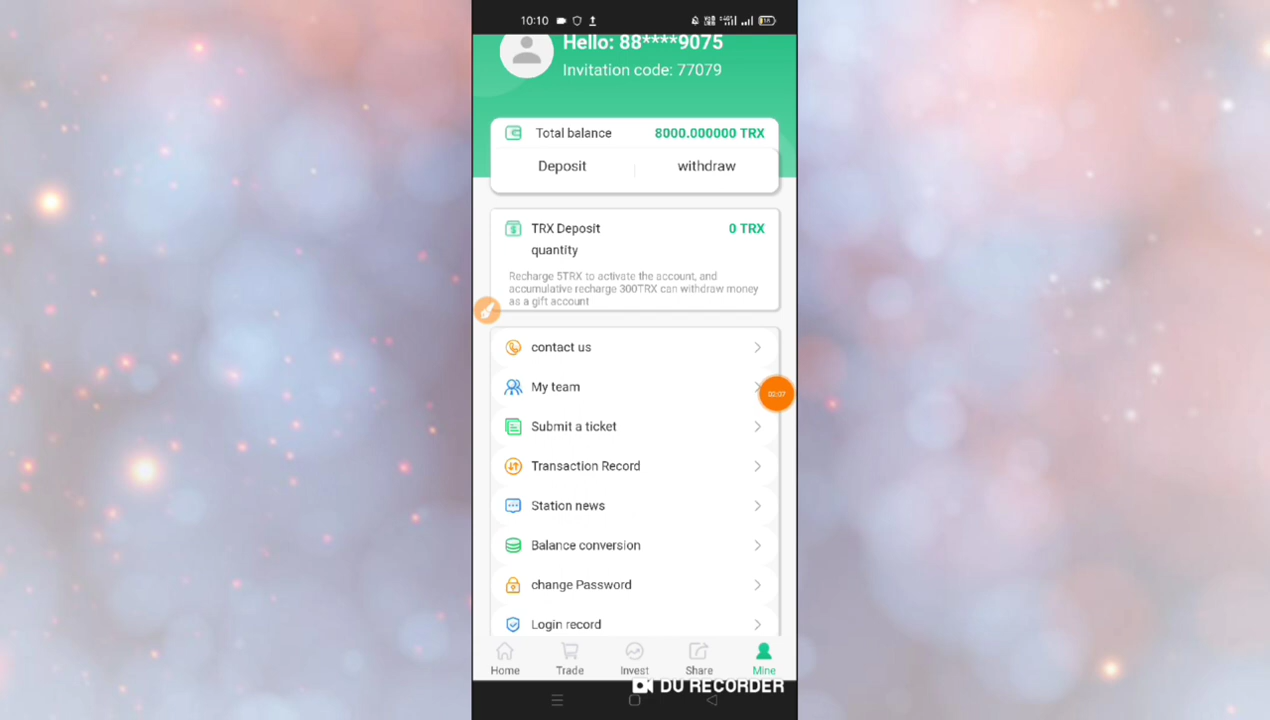 10:10
Hello: 88****9075
Invitation code: 77079
Total balance 8000.000000 TRX
Deposit withdraw
TRX Deposit 0 TRX
quantity
Recharge 5TRX to activate the account, and
accumulative recharge 300TRX can withdraw money
as a gift account
contact us
My team
00:07
Submit a ticket
Transaction Record
Station news
Balance conversion
change Password
Login record
Home Trade Invest Share Mine
DU RECORDER